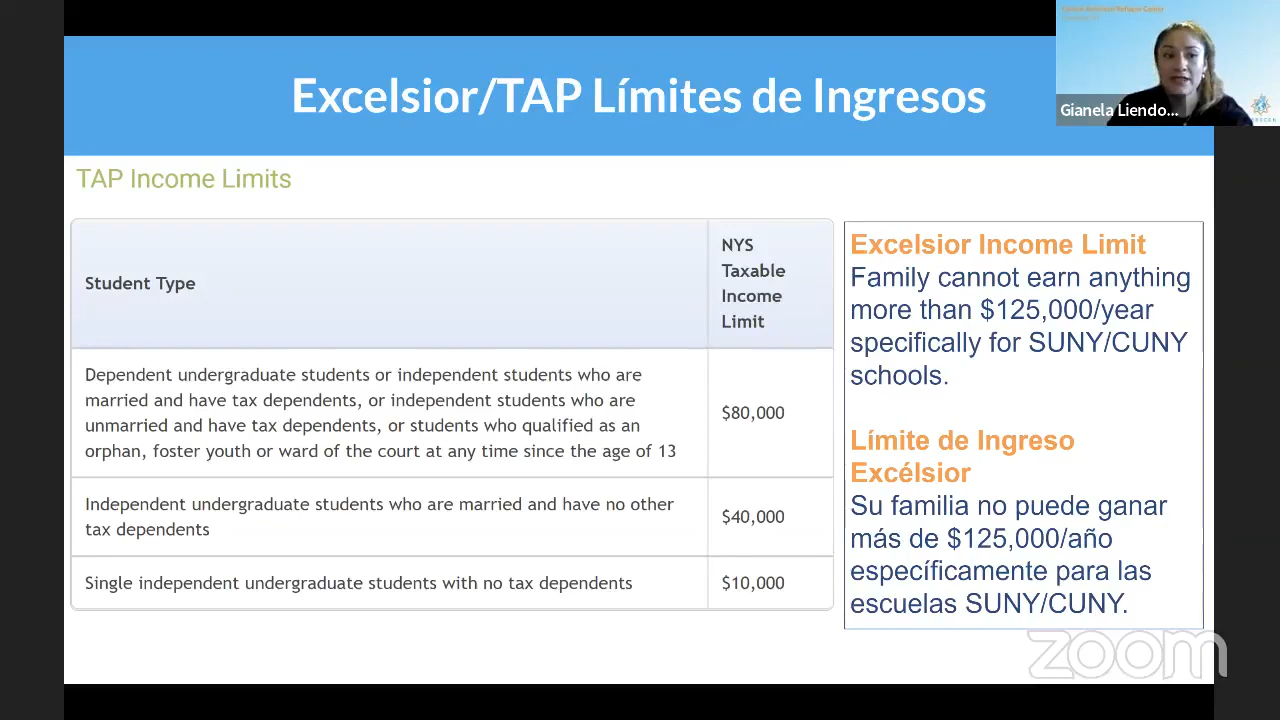 Excelsior/TAP Límites de Ingresos
Gianela Liendo...
TAP Income Limits
Student Type
NYS
Taxable
Income
Limit
Dependent undergraduate students or independent students who are
married and have tax dependents, or independent students who are
unmarried and have tax dependents, or students who qualified as an
orphan, foster youth or ward of the court at any time since the age of 13
$80,000
Independent undergraduate students who are married and have no other
tax dependents
$40,000
Single independent undergraduate students with no tax dependents
$10,000
Excelsior Income Limit
Family cannot earn anything
more than $125,000/year
specifically for SUNY/CUNY
schools.
Límite de Ingreso
Excélsior
Su familia no puede ganar
más de $125,000/año
específicamente para las
escuelas SUNY/CUNY.
zoom